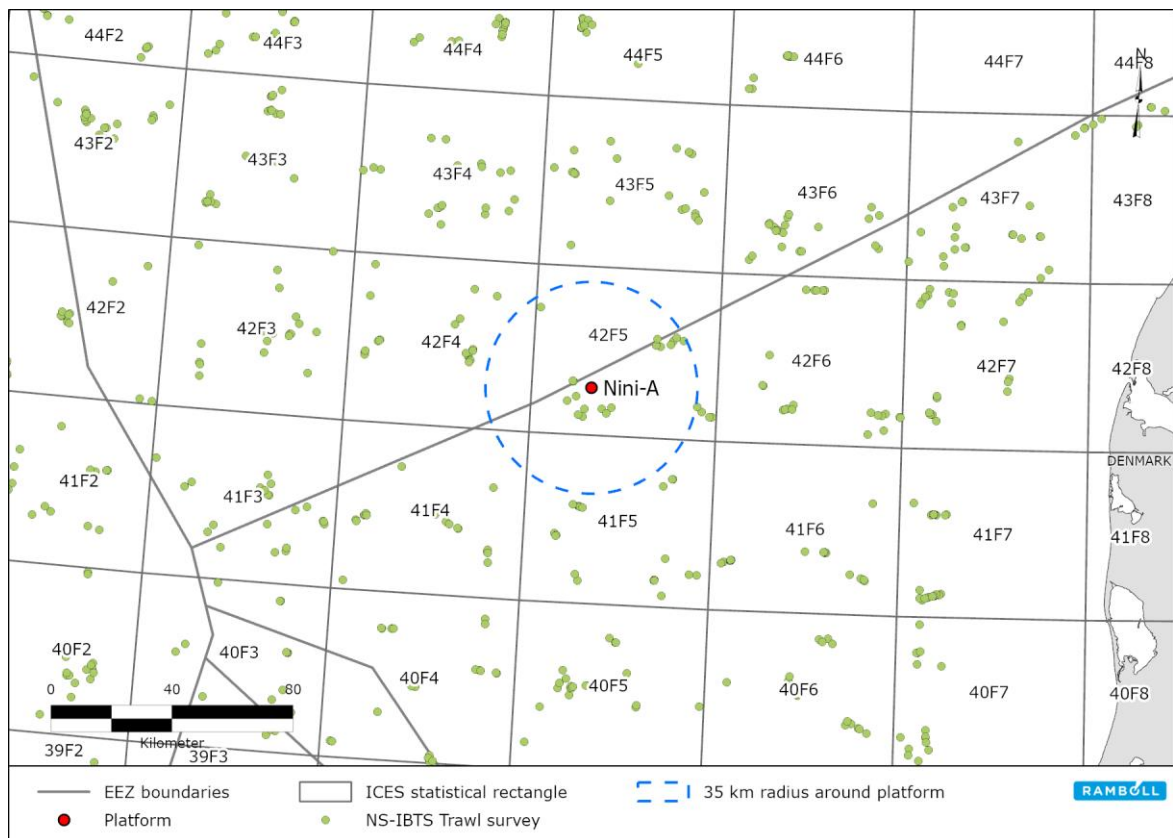 44F2
44F3
44F4
44F5
44F6
44F7
44F8
N
43F2
43F3
43F4
43F5
43F6
43F7
43F8
42F2
42F3
42F4
42F5
42F6
42F7
42F8
Nini-A
DENMARK
41F2
41F3
41F4
41F5
41F6
41F7
41F8
40F2
40F3
40F4
40F5
40F6
40F7
40F8
0 40 80
Kilometer
39F2
39F3
EEZ boundaries
ICES statistical rectangle
35 km radius around platform
RAMBOLL
Platform
NS-IBTS Trawl survey